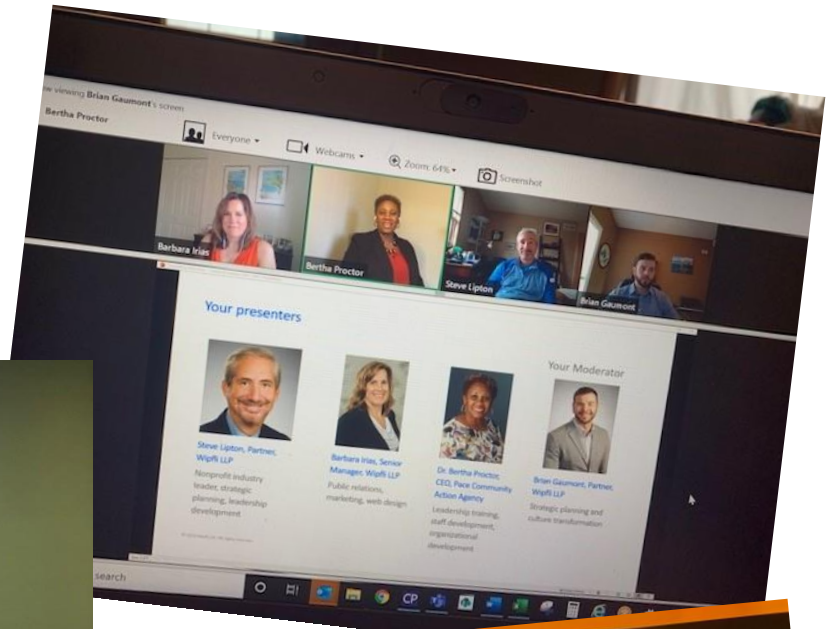 w viewing Brian Gaumont's screen
Bertha Proctor
Everyone
Webcams
Zoom: 64%
Screenshot
Barbara Irias
Bertha Proctor
Steve Lipton
Brian Gaumont
Your presenters
Your Moderator
Steve Lipton, Partner,
Wipfli LLP
Nonprofit industry
leader, strategic
planning, leadership
development
Barbara Irias, Senior
Manager, Wipfli LLP
Public relations,
marketing, web design
Dr. Bertha Proctor,
CEO, Pace Community
Action Agency
Leadership training,
staff development,
organizational
development
Brian Gaumont, Partner,
Wipfli LLP
Strategic planning and
culture transformation
search
CP